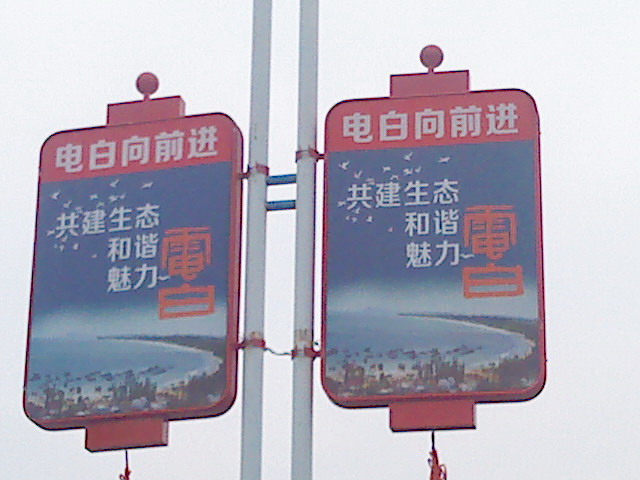 电白向前进
共建生态
和谐
魅力
電白
电白向前进
共建生态
和谐
魅力
電白